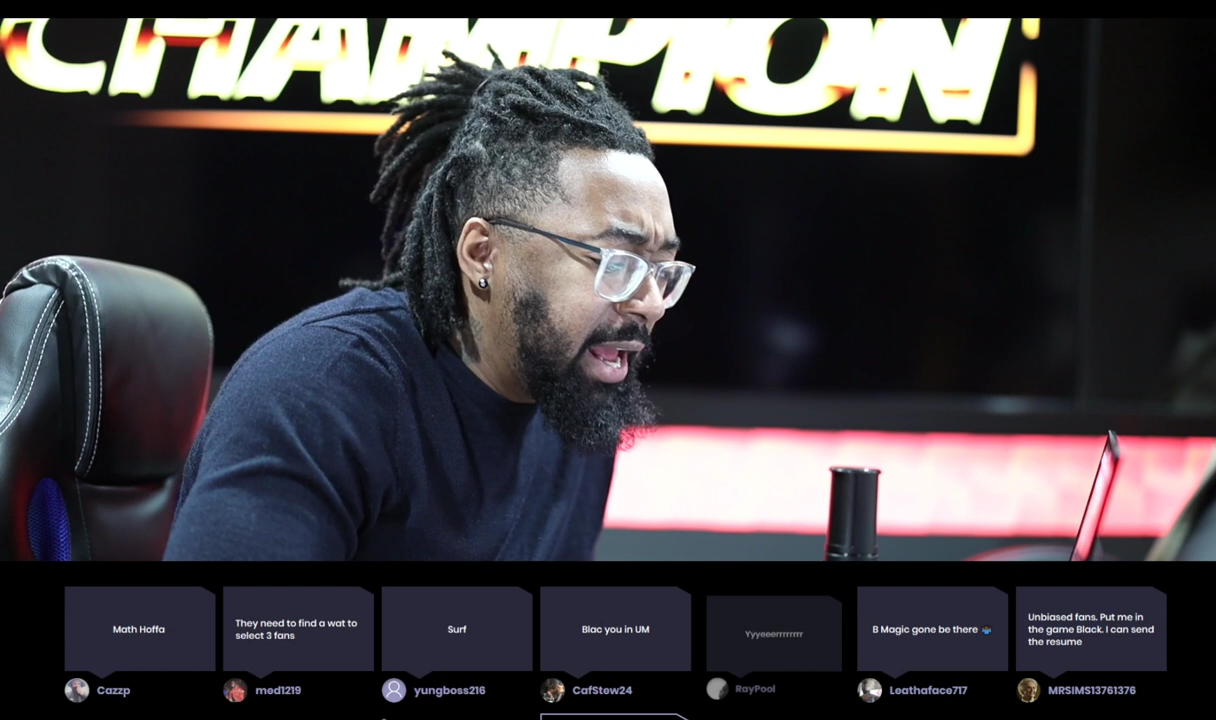 CHAMPION
Math Hoffa
They need to find a wat to
select 3 fans
Surf
Blac you in UM
Yyyeeerrrrrrr
B Magic gone be there
Unbiased fans. Put me in
the game Black. I can send
the resume
Cazzp
med1219
yungboss216
CafStew24
RayPool
Leathaface717
MRSIMS13761376